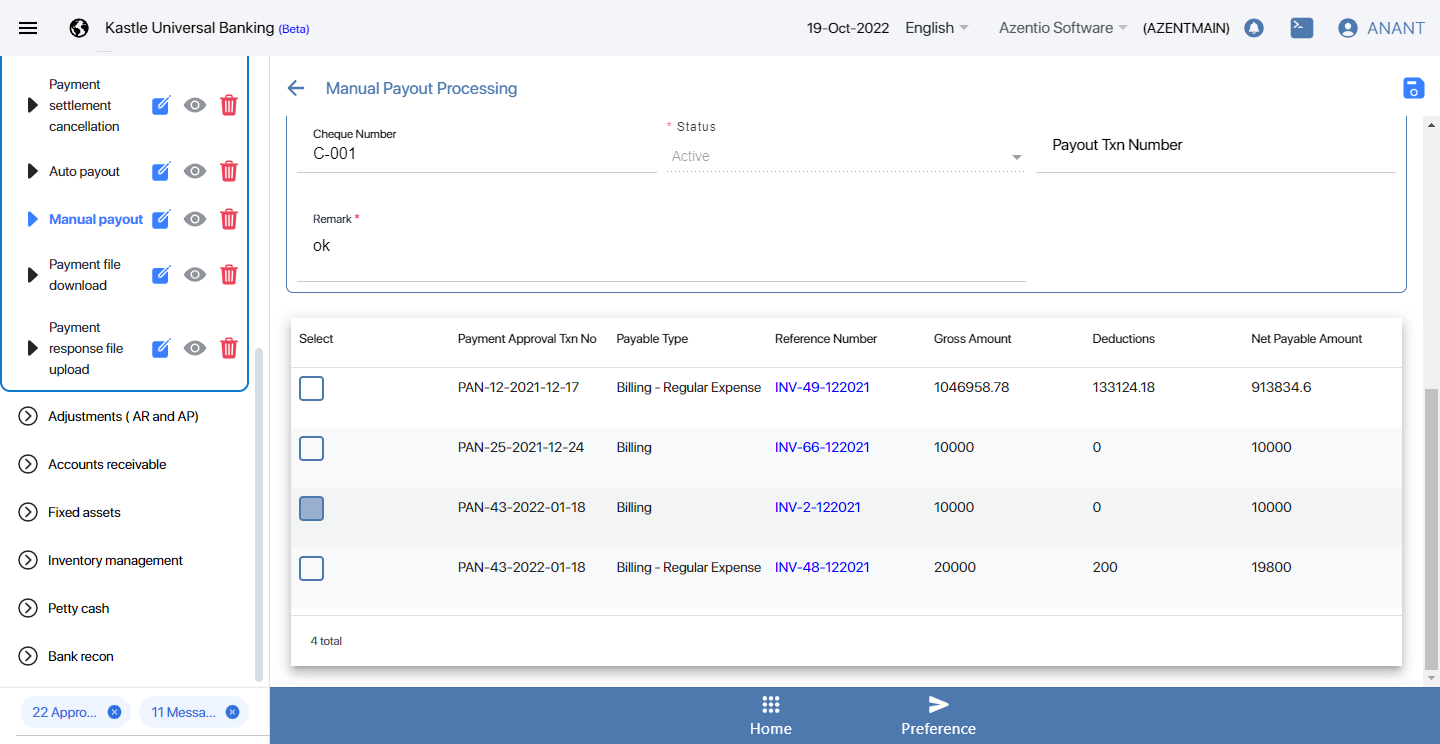 Kastle Universal Banking (Beta)
19-Oct-2022 English Azentio Software (AZENTMAIN) ANANT
Payment
settlement
cancellation
Auto payout
Manual payout
Payment file
download
Payment
response file
upload
Adjustments ( AR and AP)
Accounts receivable
Fixed assets
Inventory management
Petty cash
Bank recon
22 Appro...
11 Messa...
Manual Payout Processing
Cheque Number
C-001
* Status
Active
Payout Txn Number
Remark *
ok
Select Payment Approval Txn No Payable Type Reference Number Gross Amount Deductions Net Payable Amount
PAN-12-2021-12-17 Billing - Regular Expense INV-49-122021 1046958.78 133124.18 913834.6
PAN-25-2021-12-24 Billing INV-66-122021 10000 0 10000
PAN-43-2022-01-18 Billing INV-2-122021 10000 0 10000
PAN-43-2022-01-18 Billing - Regular Expense INV-48-122021 20000 200 19800
4 total
Home
Preference